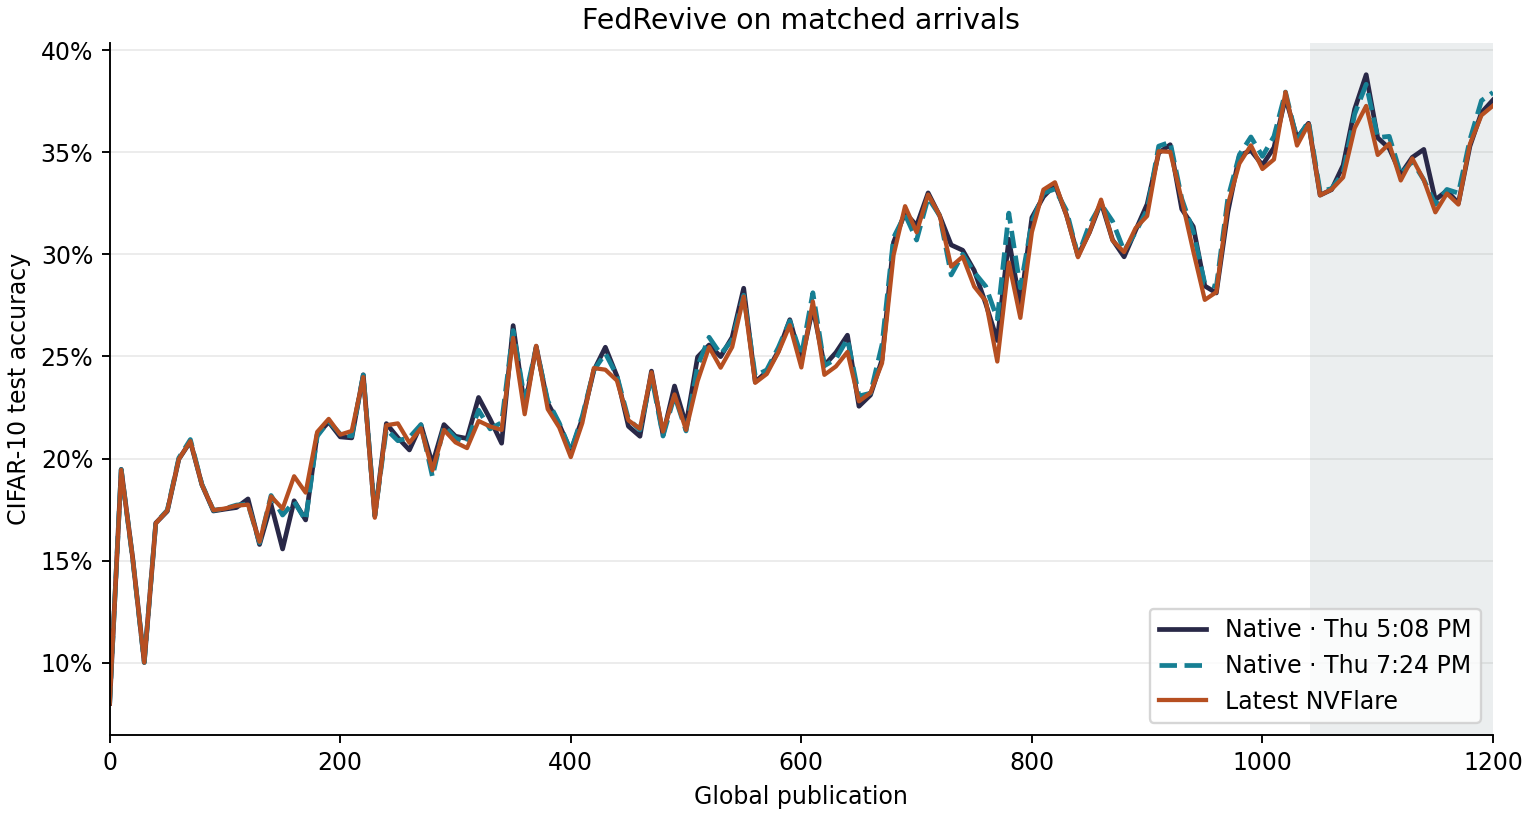 FedRevive on matched arrivals
40%
35%
30%
25%
20%
15%
10%
CIFAR-10 test accuracy
Native · Thu 5:08 PM
Native · Thu 7:24 PM
Latest NVFlare
0 200 400 600 800 1000 1200
Global publication